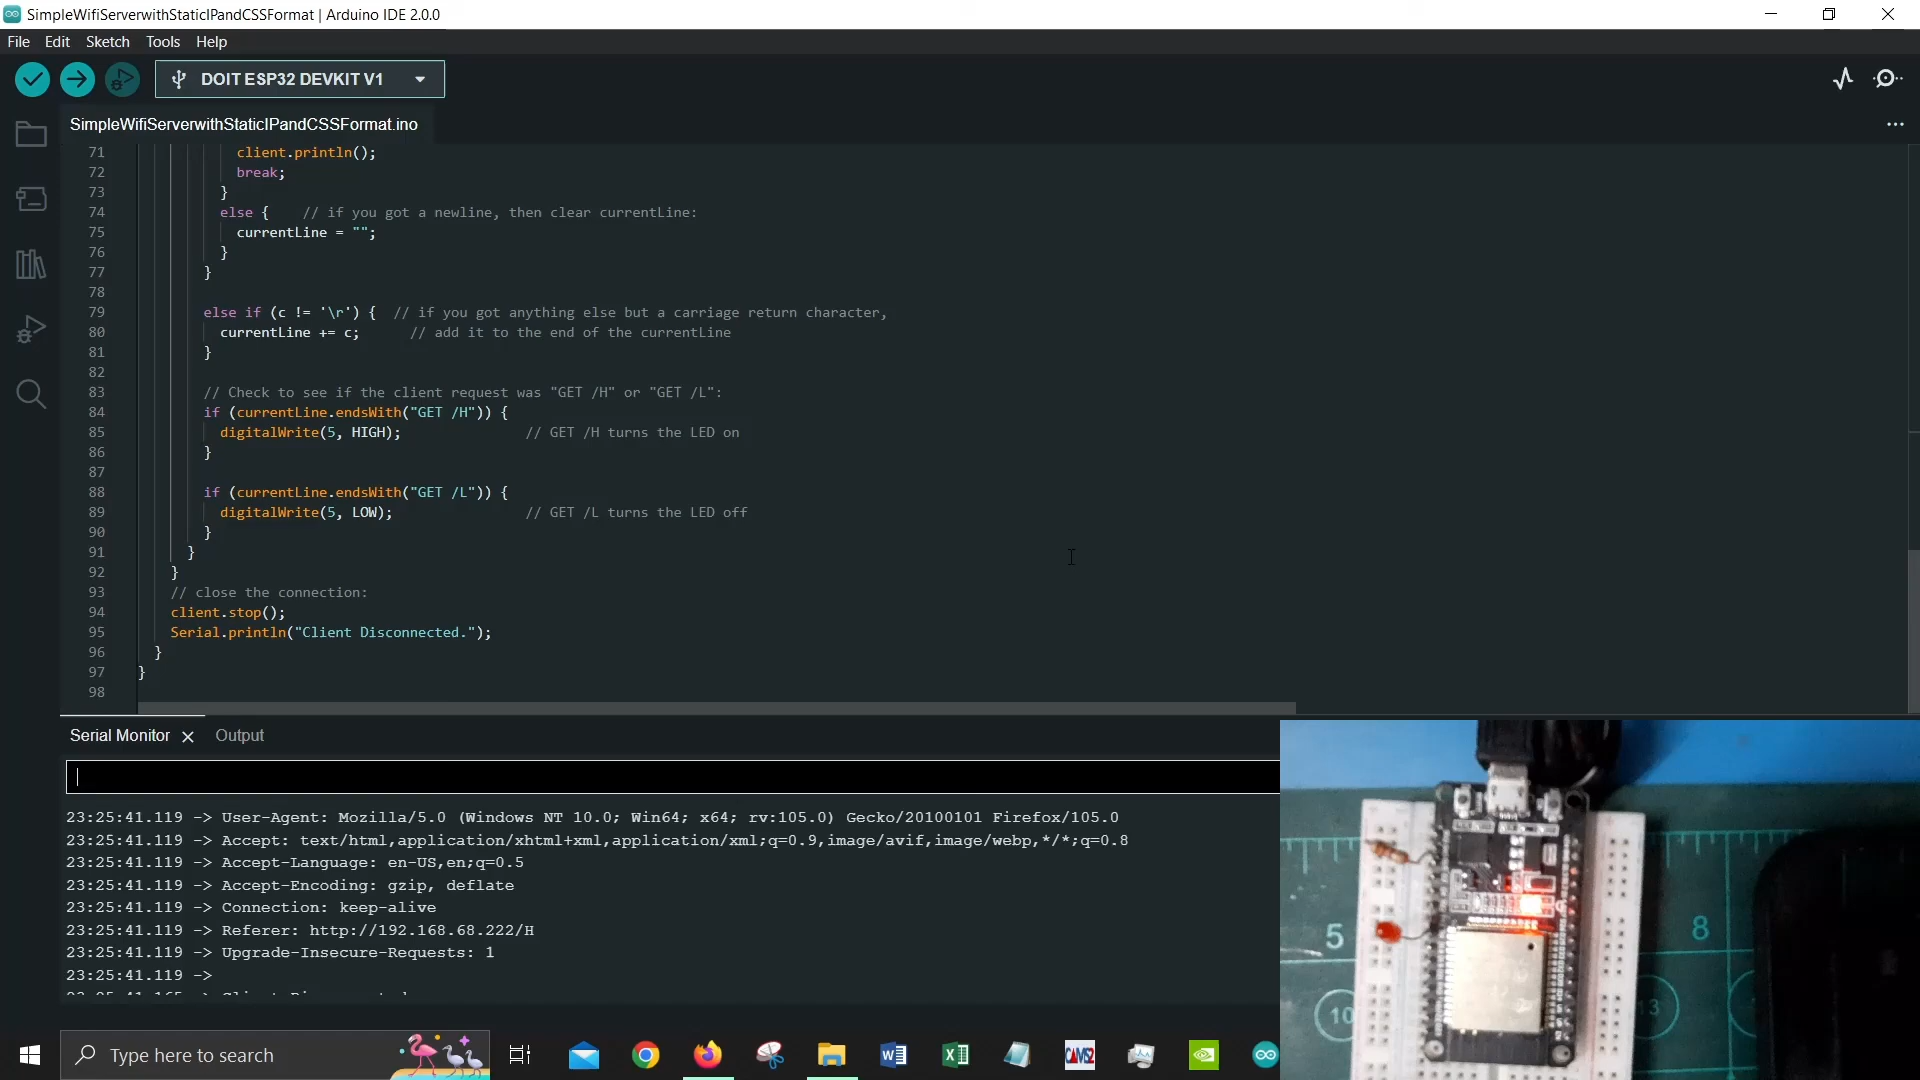 SimpleWifiServerwithStaticIPandCSSFormat | Arduino IDE 2.0.0
File Edit Sketch Tools Help
DOIT ESP32 DEVKIT V1
SimpleWifiServerwithStaticIPandCSSFormat.ino
71 client.println();
72 break;
73 }
74 else { // if you got a newline, then clear currentLine:
75 currentLine = "";
76 }
77 }
78
79 else if (c != '\r') { // if you got anything else but a carriage return character,
80 currentLine += c; // add it to the end of the currentLine
81 }
82
83 // Check to see if the client request was "GET /H" or "GET /L":
84 if (currentLine.endsWith("GET /H")) {
85 digitalWrite(5, HIGH); // GET /H turns the LED on
86 }
87
88 if (currentLine.endsWith("GET /L")) {
89 digitalWrite(5, LOW); // GET /L turns the LED off
90 }
91 }
92 }
93 // close the connection:
94 client.stop();
95 Serial.println("Client Disconnected.");
96 }
97 }
98
Serial Monitor Output
23:25:41.119 -> User-Agent: Mozilla/5.0 (Windows NT 10.0; Win64; x64; rv:105.0) Gecko/20100101 Firefox/105.0
23:25:41.119 -> Accept: text/html,application/xhtml+xml,application/xml;q=0.9,image/avif,image/webp,*/*;q=0.8
23:25:41.119 -> Accept-Language: en-US,en;q=0.5
23:25:41.119 -> Accept-Encoding: gzip, deflate
23:25:41.119 -> Connection: keep-alive
23:25:41.119 -> Referer: http://192.168.68.222/H
23:25:41.119 -> Upgrade-Insecure-Requests: 1
23:25:41.119 ->
5 8
10 13
Type here to search
CAMS2